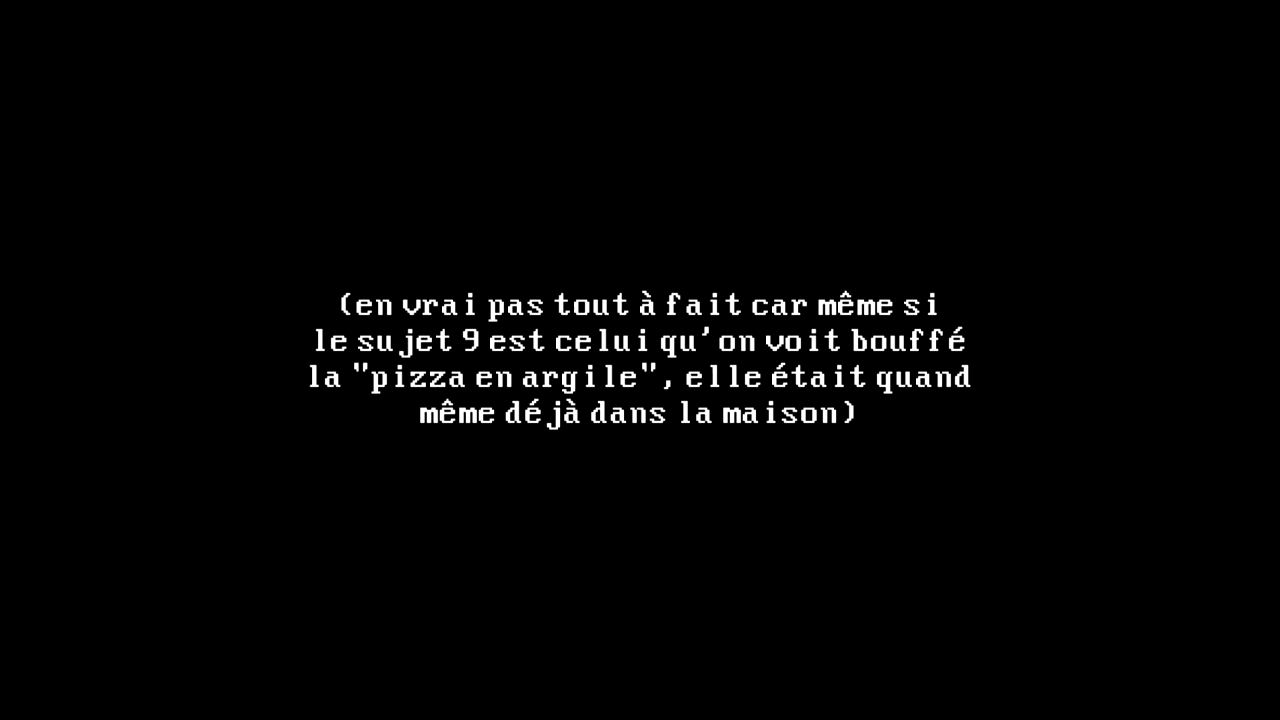 (en vrai pas tout à fait car même si
le sujet 9 est celui qu'on voit bouffé
la "pizza en argile", elle était quand
même déjà dans la maison)